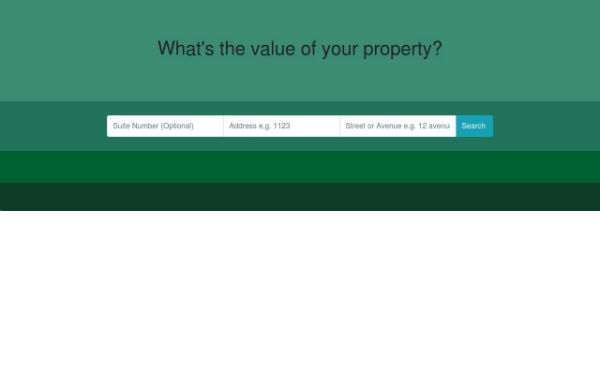 What's the value of your property?
Suite Number (Optional) Address e.g. 1123 Street or Avenue e.g. 12 avenu Search